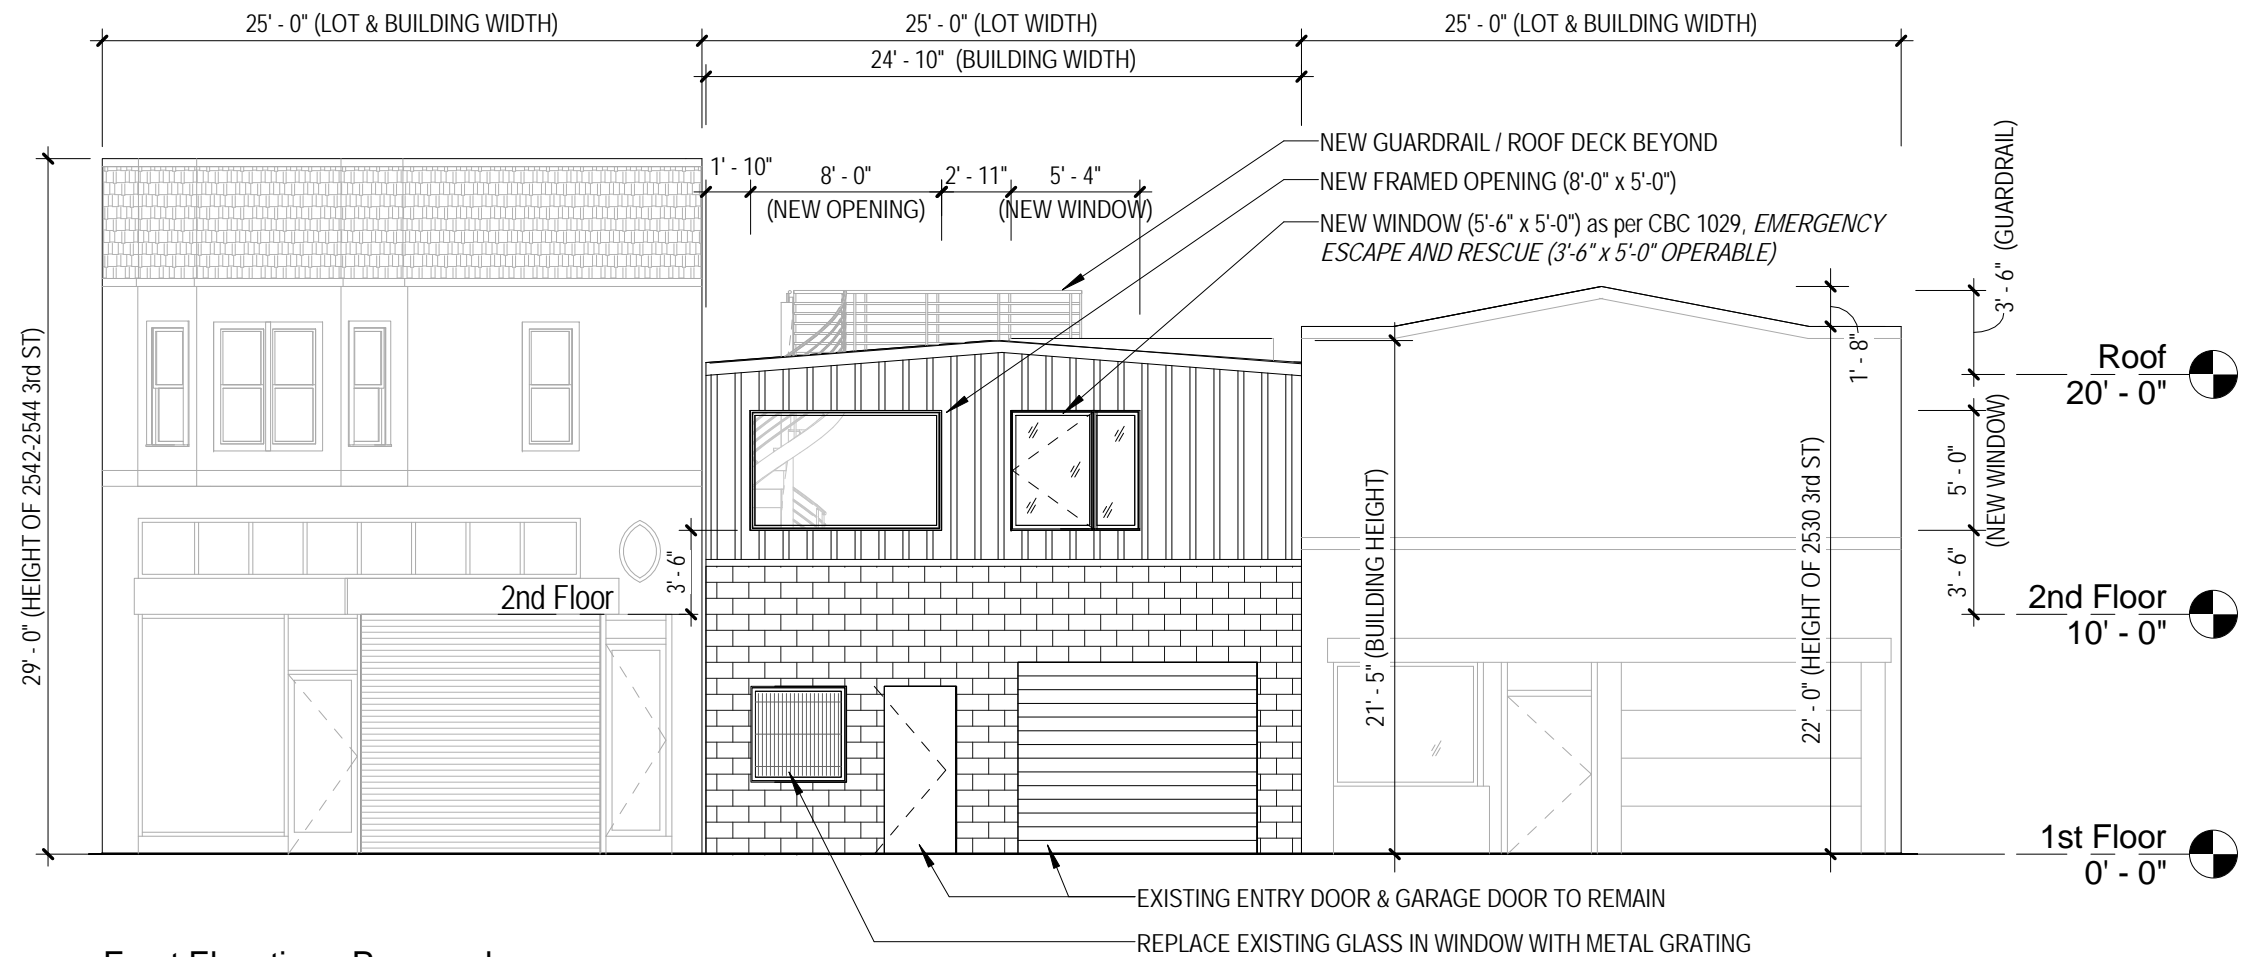 25' - 0" (LOT & BUILDING WIDTH)
25' - 0" (LOT WIDTH)
25' - 0" (LOT & BUILDING WIDTH)
24' - 10" (BUILDING WIDTH)
NEW GUARDRAIL / ROOF DECK BEYOND
NEW FRAMED OPENING (8'-0" x 5'-0")
NEW WINDOW (5'-6" x 5'-0") as per CBC 1029, EMERGENCY
ESCAPE AND RESCUE (3'-6" x 5'-0" OPERABLE)
1' - 10"
8' - 0"
2' - 11"
5' - 4"
(NEW OPENING)
(NEW WINDOW)
3' - 6" (GUARDRAIL)
1' - 8"
Roof
20' - 0"
29' - 0" (HEIGHT OF 2542-2544 3rd ST)
21' - 5" (BUILDING HEIGHT)
22' - 0" (HEIGHT OF 2530 3rd ST)
5' - 0"
(NEW WINDOW)
3' - 6"
3' - 6"
2nd Floor
2nd Floor
10' - 0"
1st Floor
0' - 0"
EXISTING ENTRY DOOR & GARAGE DOOR TO REMAIN
REPLACE EXISTING GLASS IN WINDOW WITH METAL GRATING